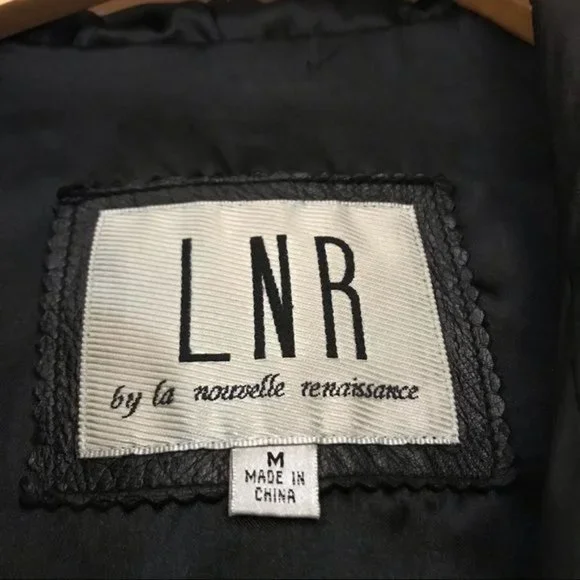 LNR
by la nouvelle renaissance
M
MADE IN
CHINA